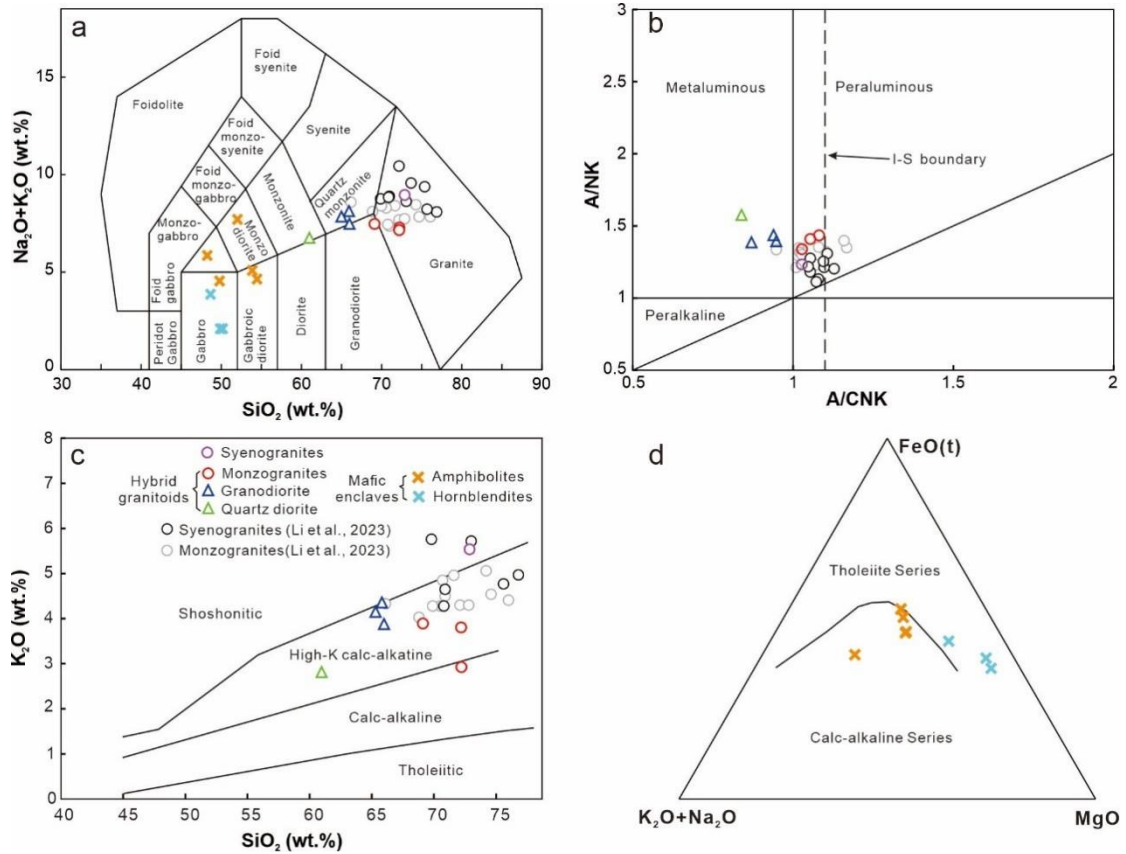 a
Na₂O+K₂O (wt.%)
15
10
5
0
30
40
50
60
70
80
90
SiO₂ (wt.%)
Foidolite
Foid
syenite
Foid
monzo-
syenite
Syenite
Foid
monzo-
gabbro
Monzonite
Quartz
monzonite
Monzo-
gabbro
Monzo
diorite
Granite
Foid
gabbro
Peridot
Gabbro
Gabbro
Gabbroic
diorite
Diorite
Granodiorite
b
A/NK
3
2.5
2
1.5
1
0.5
0.5
1
1.5
2
A/CNK
Metaluminous
Peraluminous
I-S boundary
Peralkaline
c
K₂O (wt.%)
8
7
6
5
4
3
2
1
0
45
50
55
60
65
70
75
SiO₂ (wt.%)
Syenogranites
Hybrid
granitoids
Monzogranites
Granodiorite
Quartz diorite
Mafic
enclaves
Amphibolites
Hornblendites
Syenogranites(Li et al., 2023)
Monzogranites(Li et al., 2023)
Shoshonitic
High-K calc-alkatine
Calc-alkaline
Tholeiitic
d
FeO(t)
Tholeiite Series
Calc-alkaline Series
K₂O+Na₂O
MgO